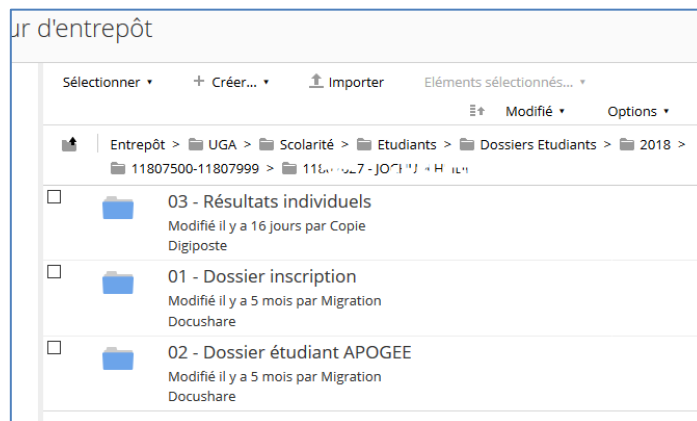 ur d'entrepôt
Sélectionner + Créer... Importer Eléments sélectionnés...
Modifié Options
Entrepôt > UGA > Scolarité > Etudiants > Dossiers Etudiants > 2018 >
11807500-11807999 >
03 - Résultats individuels
Modifié il y a 16 jours par Copie
Digiposte
01 - Dossier inscription
Modifié il y a 5 mois par Migration
Docushare
02 - Dossier étudiant APOGEE
Modifié il y a 5 mois par Migration
Docushare